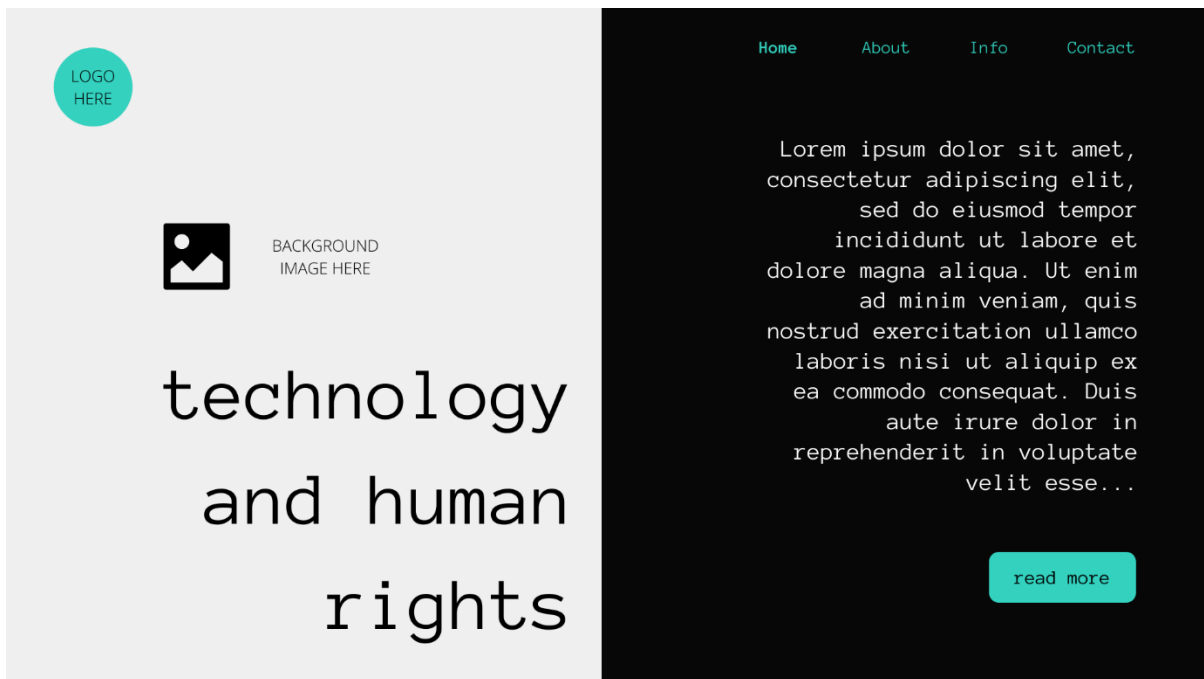 LOGO
HERE
BACKGROUND
IMAGE HERE
technology
and human
rights
Home About Info Contact
Lorem ipsum dolor sit amet,
consectetur adipiscing elit,
sed do eiusmod tempor
incididunt ut labore et
dolore magna aliqua. Ut enim
ad minim veniam, quis
nostrud exercitation ullamco
laboris nisi ut aliquip ex
ea commodo consequat. Duis
aute irure dolor in
reprehenderit in voluptate
velit esse...
read more